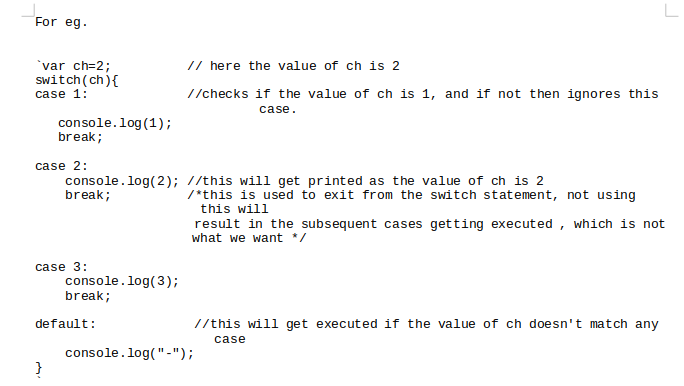 For eg.
`var ch=2; // here the value of ch is 2
switch(ch){
case 1: //checks if the value of ch is 1, and if not then ignores this
case.
console.log(1);
break;
case 2:
console.log(2); //this will get printed as the value of ch is 2
break; /*this is used to exit from the switch statement, not using
this will
result in the subsequent cases getting executed , which is not
what we want */
case 3:
console.log(3);
break;
default: //this will get executed if the value of ch doesn't match any
case
console.log("-");
}
`